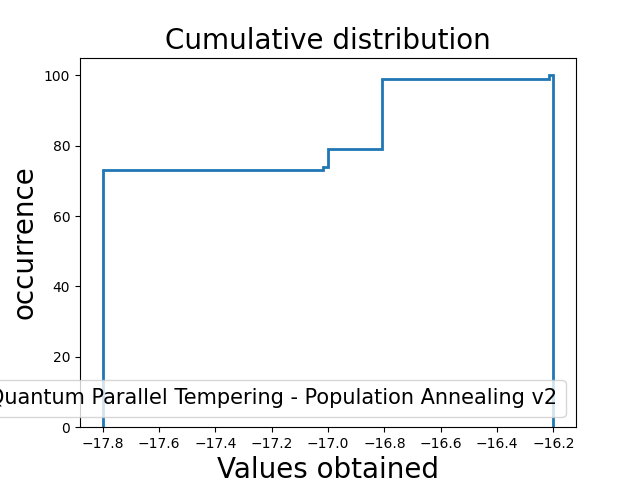 Cumulative distribution
occurrence
100
80
60
40
20
0
Quantum Parallel Tempering - Population Annealing v2
−17.8 −17.6 −17.4 −17.2 −17.0 −16.8 −16.6 −16.4 −16.2
Values obtained